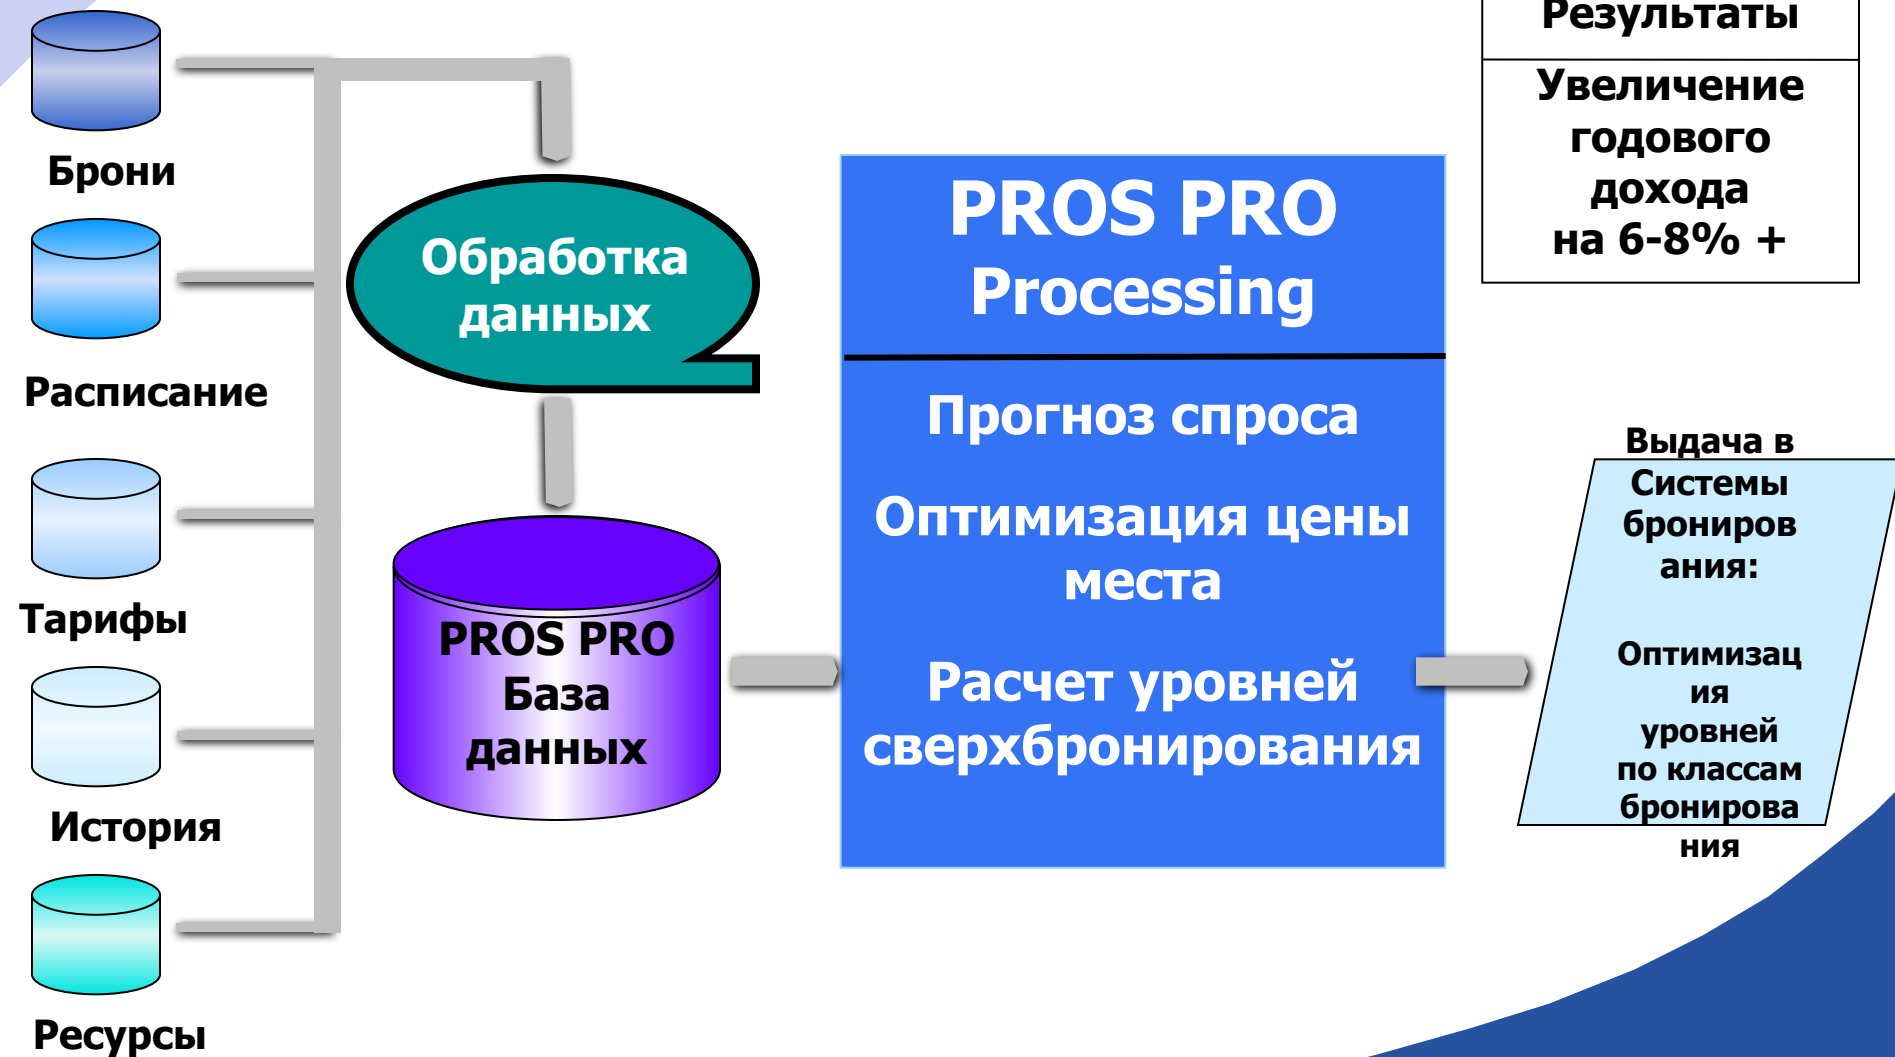 Брони
Расписание
Тарифы
История
Ресурсы
Обработка
данных
PROS PRO
База
данных
PROS PRO
Processing
Прогноз спроса
Оптимизация цены
места
Расчет уровней
сверхбронирования
Результаты
Увеличение
годового
дохода
на 6-8% +
Выдача в
Системы
брониров
ания:
Оптимизац
ия
уровней
по классам
бронирова
ния